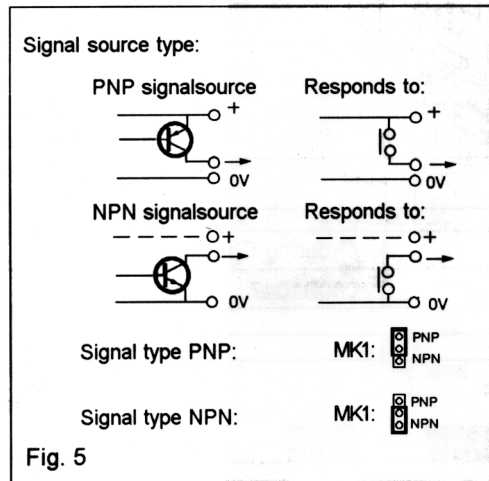 Signal source type:
PNP signalsource Responds to:
+ +
0V 0V
NPN signalsource Responds to:
+ +
0V 0V
Signal type PNP: MK1: PNP
NPN
Signal type NPN: MK1: PNP
NPN
Fig. 5